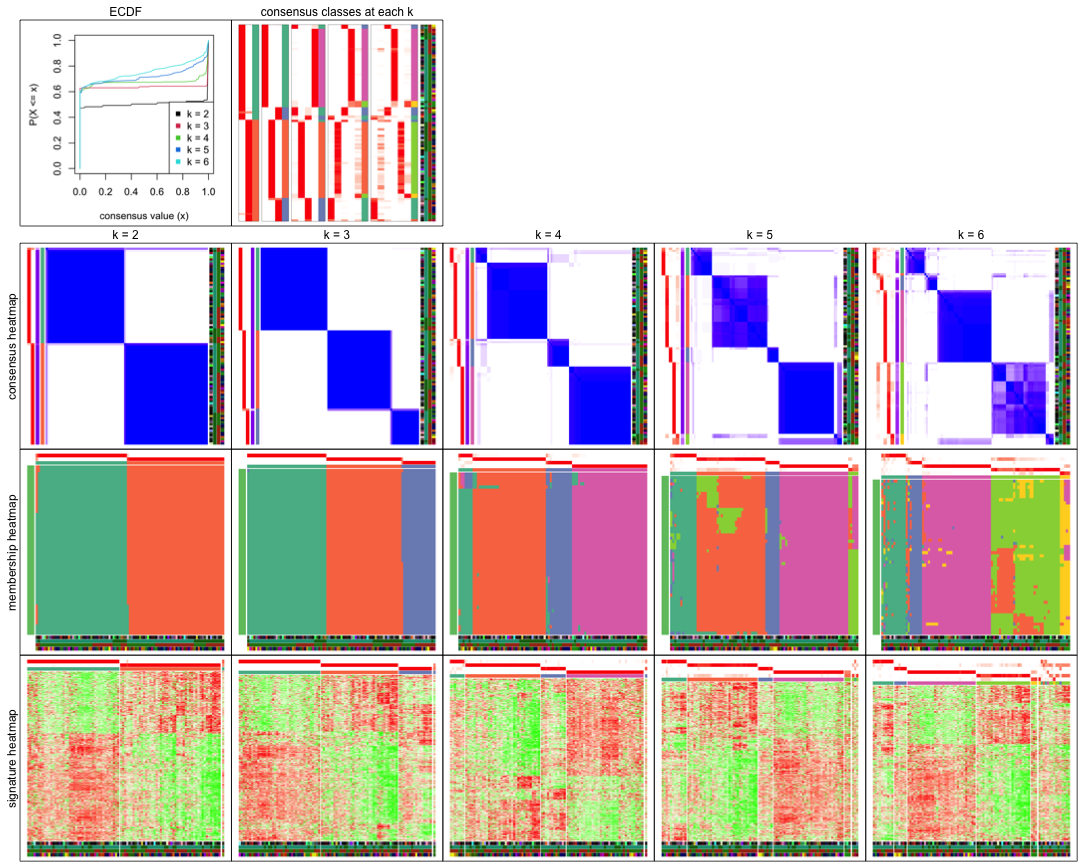 ECDF
consensus classes at each k
P(X <= x)
0.0 0.2 0.4 0.6 0.8 1.0
k = 2
k = 3
k = 4
k = 5
k = 6
0.0 0.2 0.4 0.6 0.8 1.0
consensus value (x)
k = 2 k = 3 k = 4 k = 5 k = 6
consensus heatmap
membership heatmap
signature heatmap